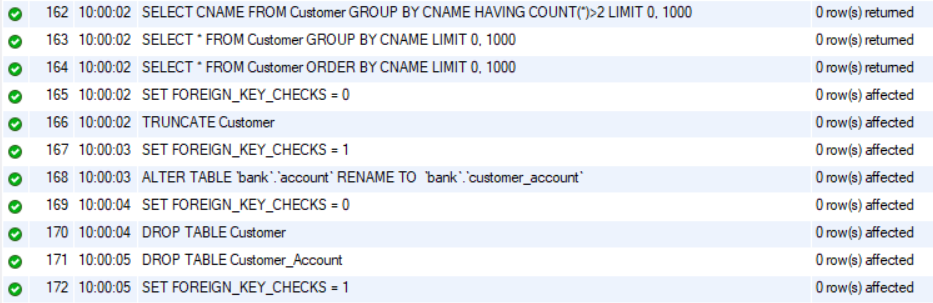 162 10:00:02 SELECT CNAME FROM Customer GROUP BY CNAME HAVING COUNT(*)>2 LIMIT 0, 1000 0 row(s) returned
163 10:00:02 SELECT * FROM Customer GROUP BY CNAME LIMIT 0, 1000 0 row(s) returned
164 10:00:02 SELECT * FROM Customer ORDER BY CNAME LIMIT 0, 1000 0 row(s) returned
165 10:00:02 SET FOREIGN_KEY_CHECKS = 0 0 row(s) affected
166 10:00:02 TRUNCATE Customer 0 row(s) affected
167 10:00:03 SET FOREIGN_KEY_CHECKS = 1 0 row(s) affected
168 10:00:03 ALTER TABLE `bank`.`account` RENAME TO `bank`.`customer_account` 0 row(s) affected
169 10:00:04 SET FOREIGN_KEY_CHECKS = 0 0 row(s) affected
170 10:00:04 DROP TABLE Customer 0 row(s) affected
171 10:00:05 DROP TABLE Customer_Account 0 row(s) affected
172 10:00:05 SET FOREIGN_KEY_CHECKS = 1 0 row(s) affected